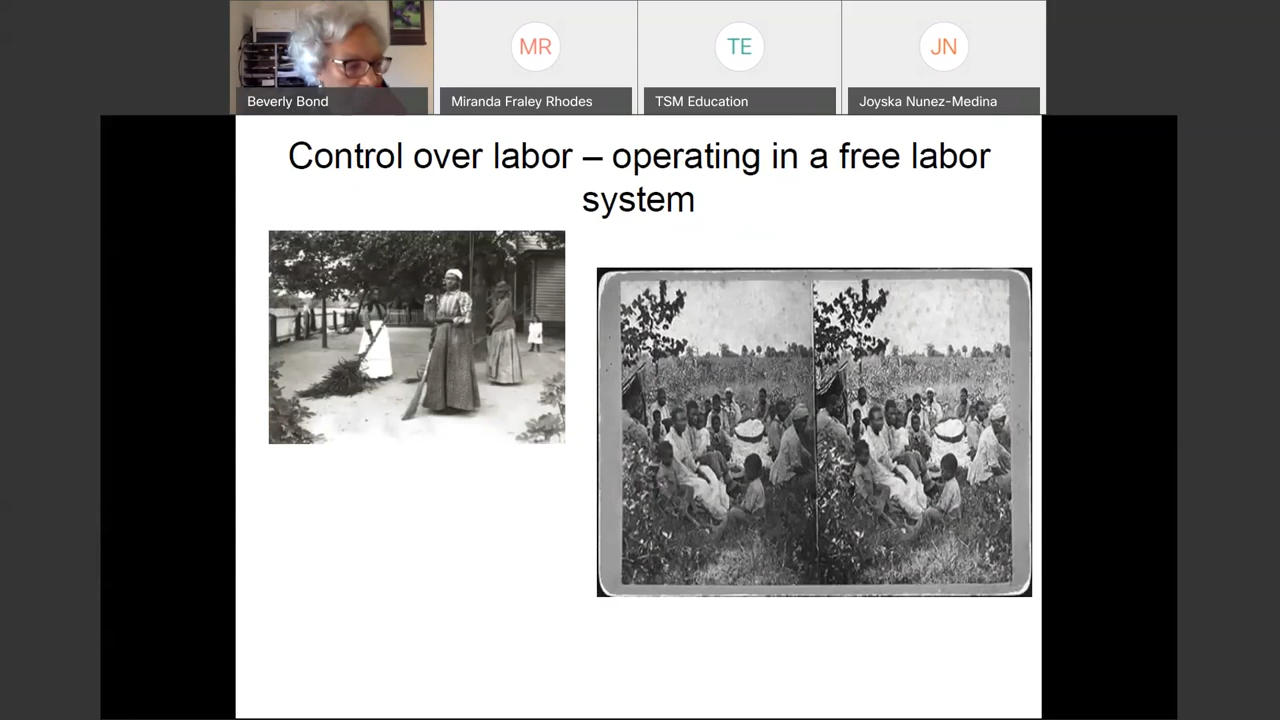 Beverly Bond
MR
Miranda Fraley Rhodes
TE
TSM Education
JN
Joyska Nunez-Medina
Control over labor – operating in a free labor
system